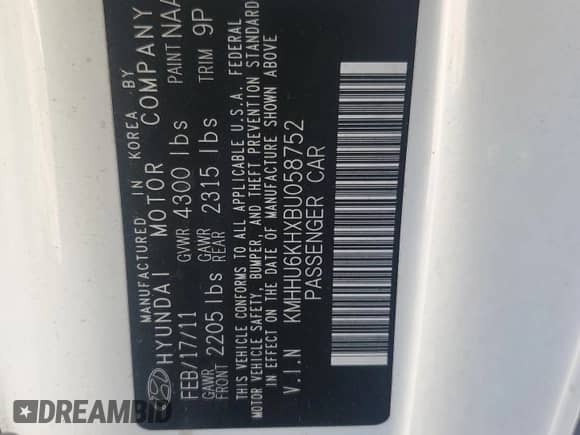 MANUFACTURED IN KOREA BY
HYUNDAI MOTOR COMPANY
FEB/17/11 GVWR 4300 lbs PAINT NAA
GAWR FRONT 2205 lbs GAWR REAR 2315 lbs TRIM 9P
THIS VEHICLE CONFORMS TO ALL APPLICABLE U.S.A. FEDERAL
MOTOR VEHICLE SAFETY, BUMPER, AND THEFT PREVENTION STANDARD
IN EFFECT ON THE DATE OF MANUFACTURE SHOWN ABOVE
V.I.N KMHHU6KHXBU058752
PASSENGER CAR
DREAMBID